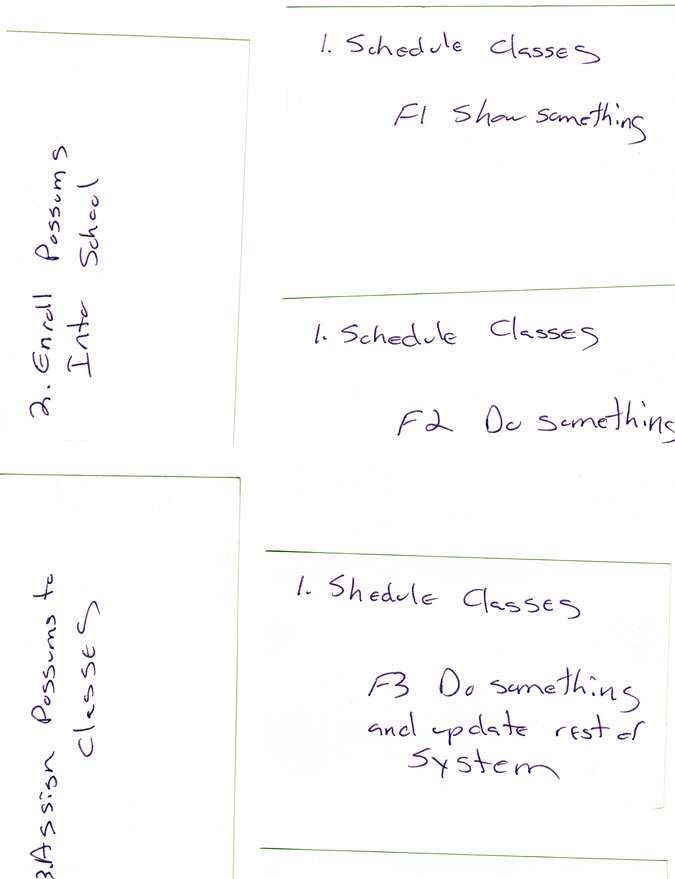 1. Schedule Classes
F1 Show something
1. Schedule Classes
F2 Do something
1. Shedule Classes
F3 Do something
and update rest of
System
2. Enroll Possums
Into School
3. Assign Possums to
Classes